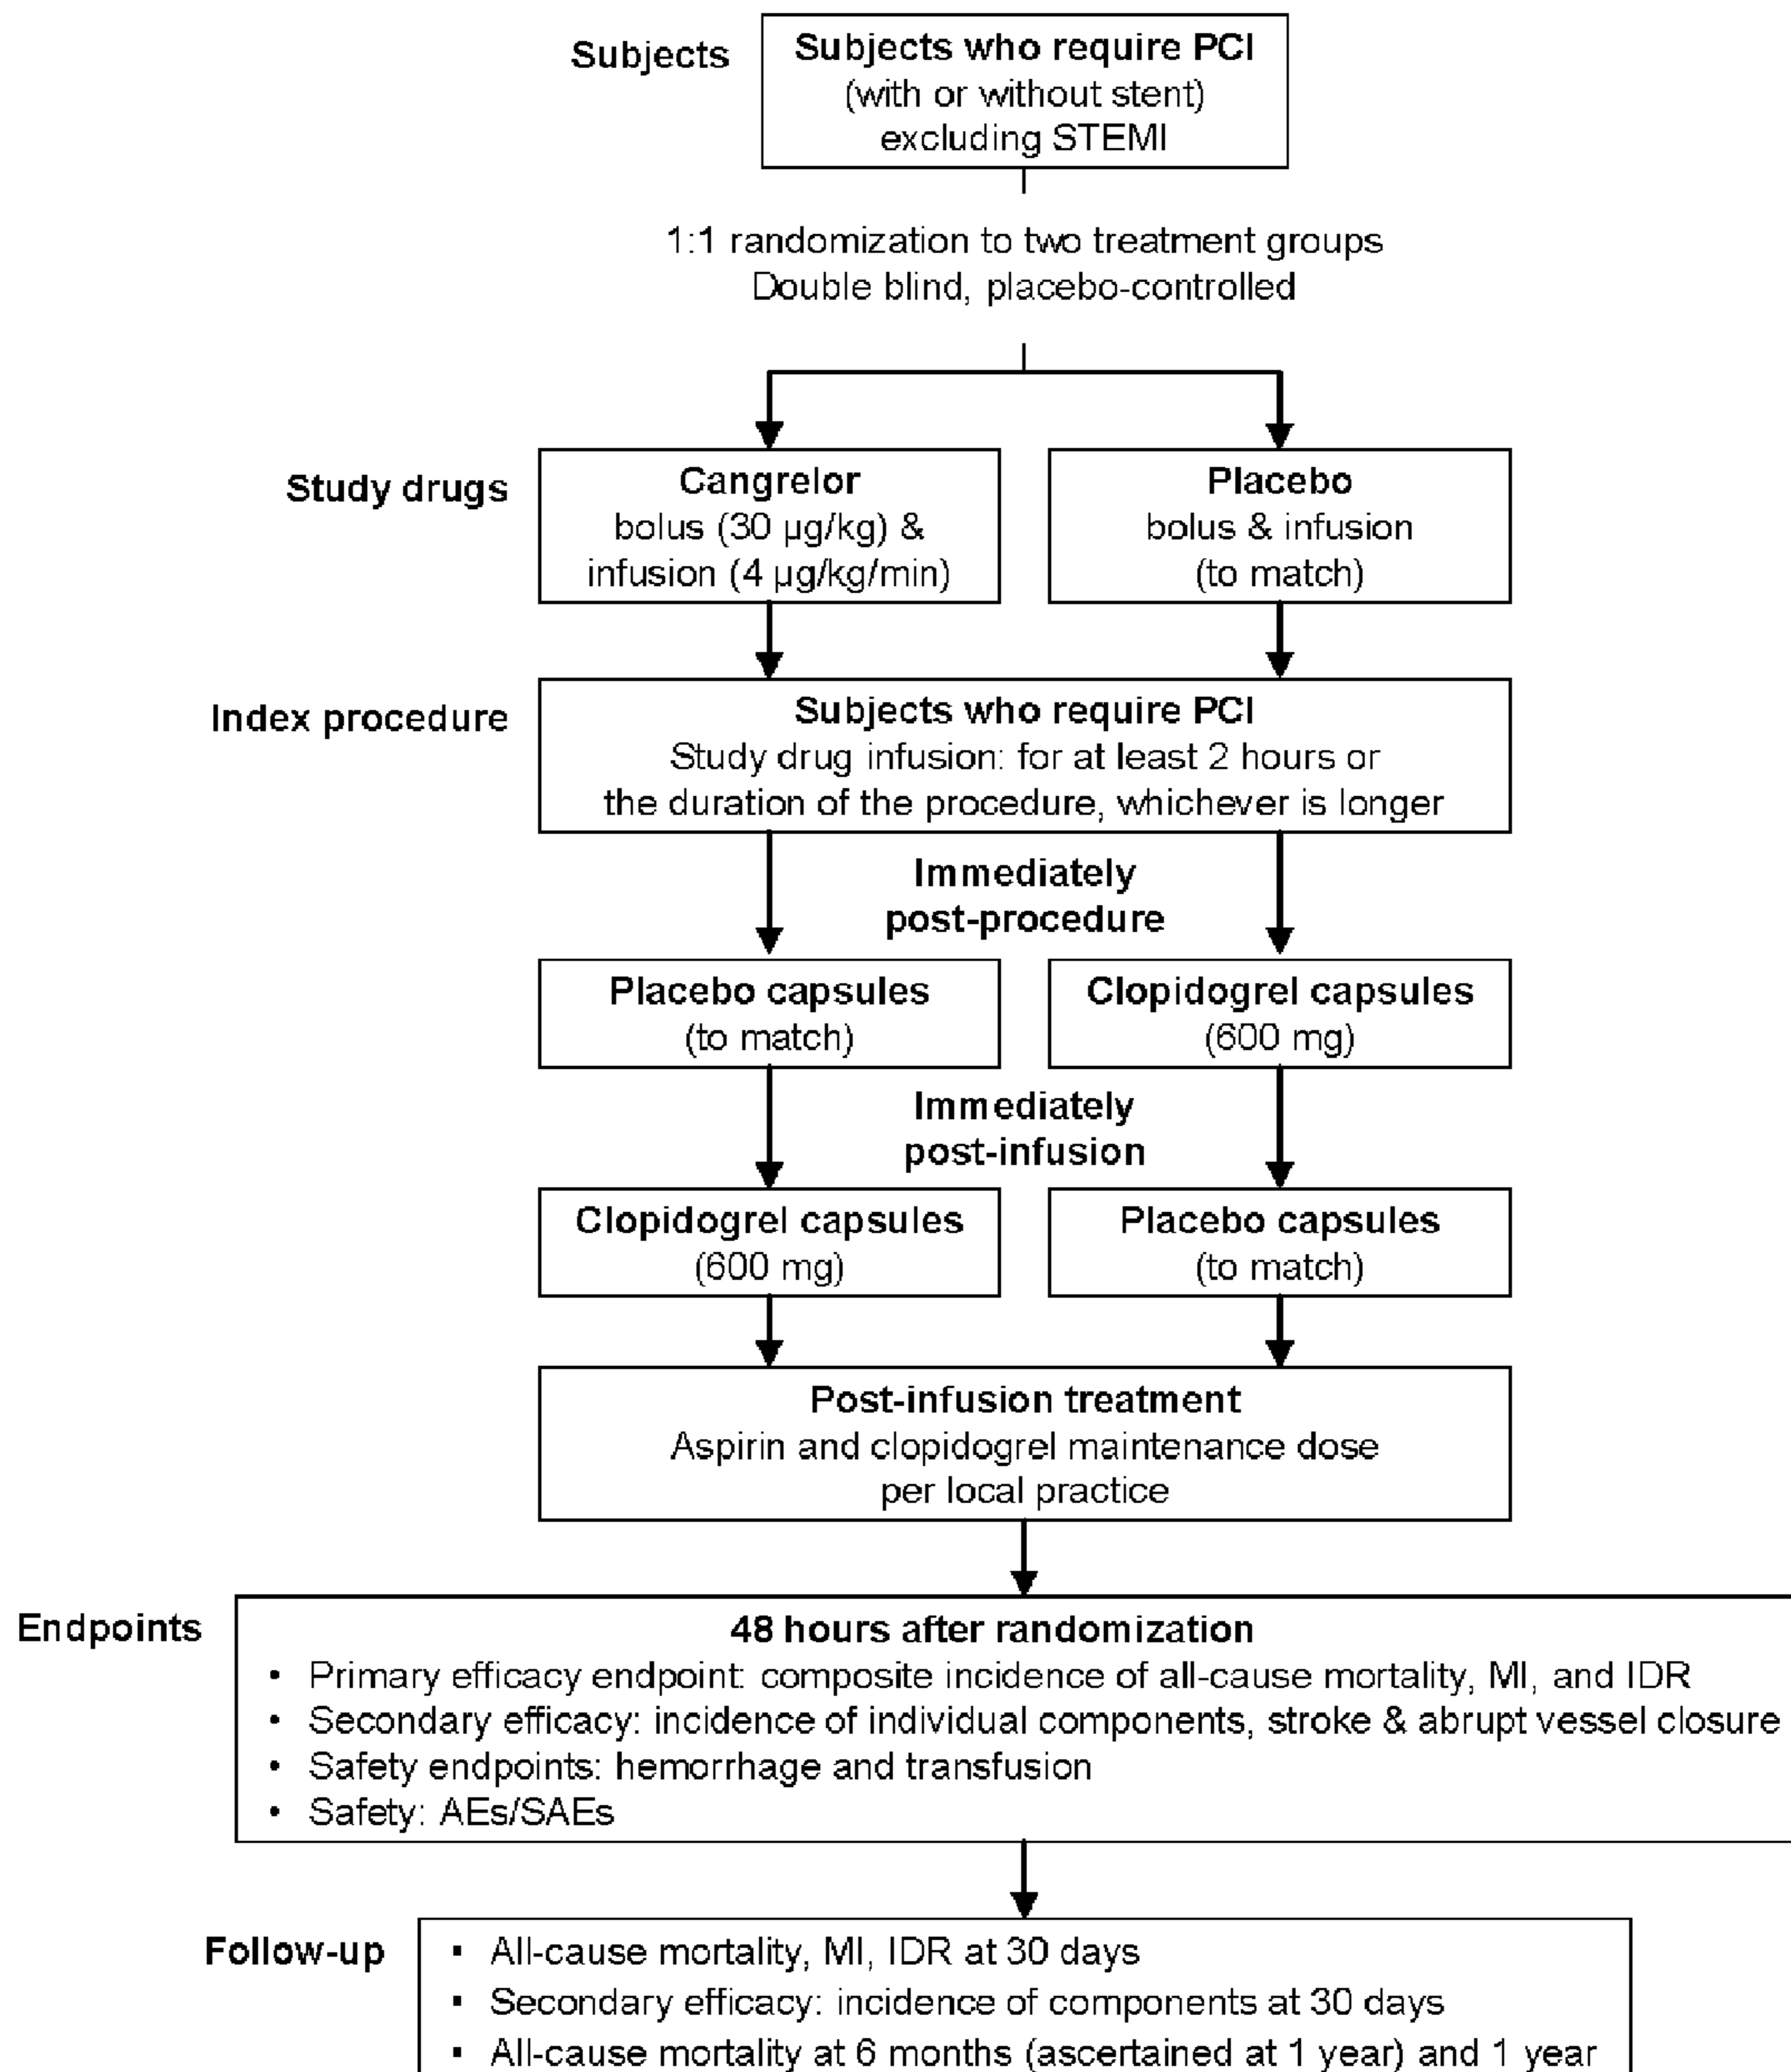 Subjects
Subjects who require PCI
(with or without stent)
excluding STEMI
1:1 randomization to two treatment groups
Double blind, placebo-controlled
Study drugs
Cangrelor
bolus (30 µg/kg) &
infusion (4 µg/kg/min)
Placebo
bolus & infusion
(to match)
Index procedure
Subjects who require PCI
Study drug infusion: for at least 2 hours or
the duration of the procedure, whichever is longer
Immediately
post-procedure
Placebo capsules
(to match)
Clopidogrel capsules
(600 mg)
Immediately
post-infusion
Clopidogrel capsules
(600 mg)
Placebo capsules
(to match)
Post-infusion treatment
Aspirin and clopidogrel maintenance dose
per local practice
Endpoints
48 hours after randomization
• Primary efficacy endpoint: composite incidence of all-cause mortality, MI, and IDR
• Secondary efficacy: incidence of individual components, stroke & abrupt vessel closure
• Safety endpoints: hemorrhage and transfusion
• Safety: AEs/SAEs
Follow-up
▪ All-cause mortality, MI, IDR at 30 days
▪ Secondary efficacy: incidence of components at 30 days
▪ All-cause mortality at 6 months (ascertained at 1 year) and 1 year